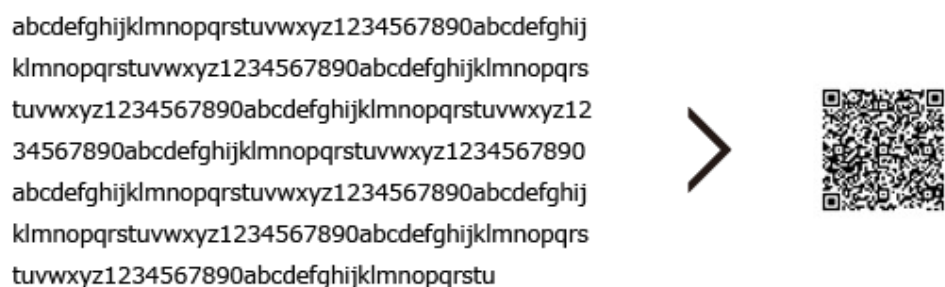 abcdefghijklmnopqrstuvwxyz1234567890abcdefghij
klmnopqrstuvwxyz1234567890abcdefghijklmnopqrs
tuvwxyz1234567890abcdefghijklmnopqrstuvwxyz12
34567890abcdefghijklmnopqrstuvwxyz1234567890
abcdefghijklmnopqrstuvwxyz1234567890abcdefghij
klmnopqrstuvwxyz1234567890abcdefghijklmnopqrs
tuvwxyz1234567890abcdefghijklmnopqrstu